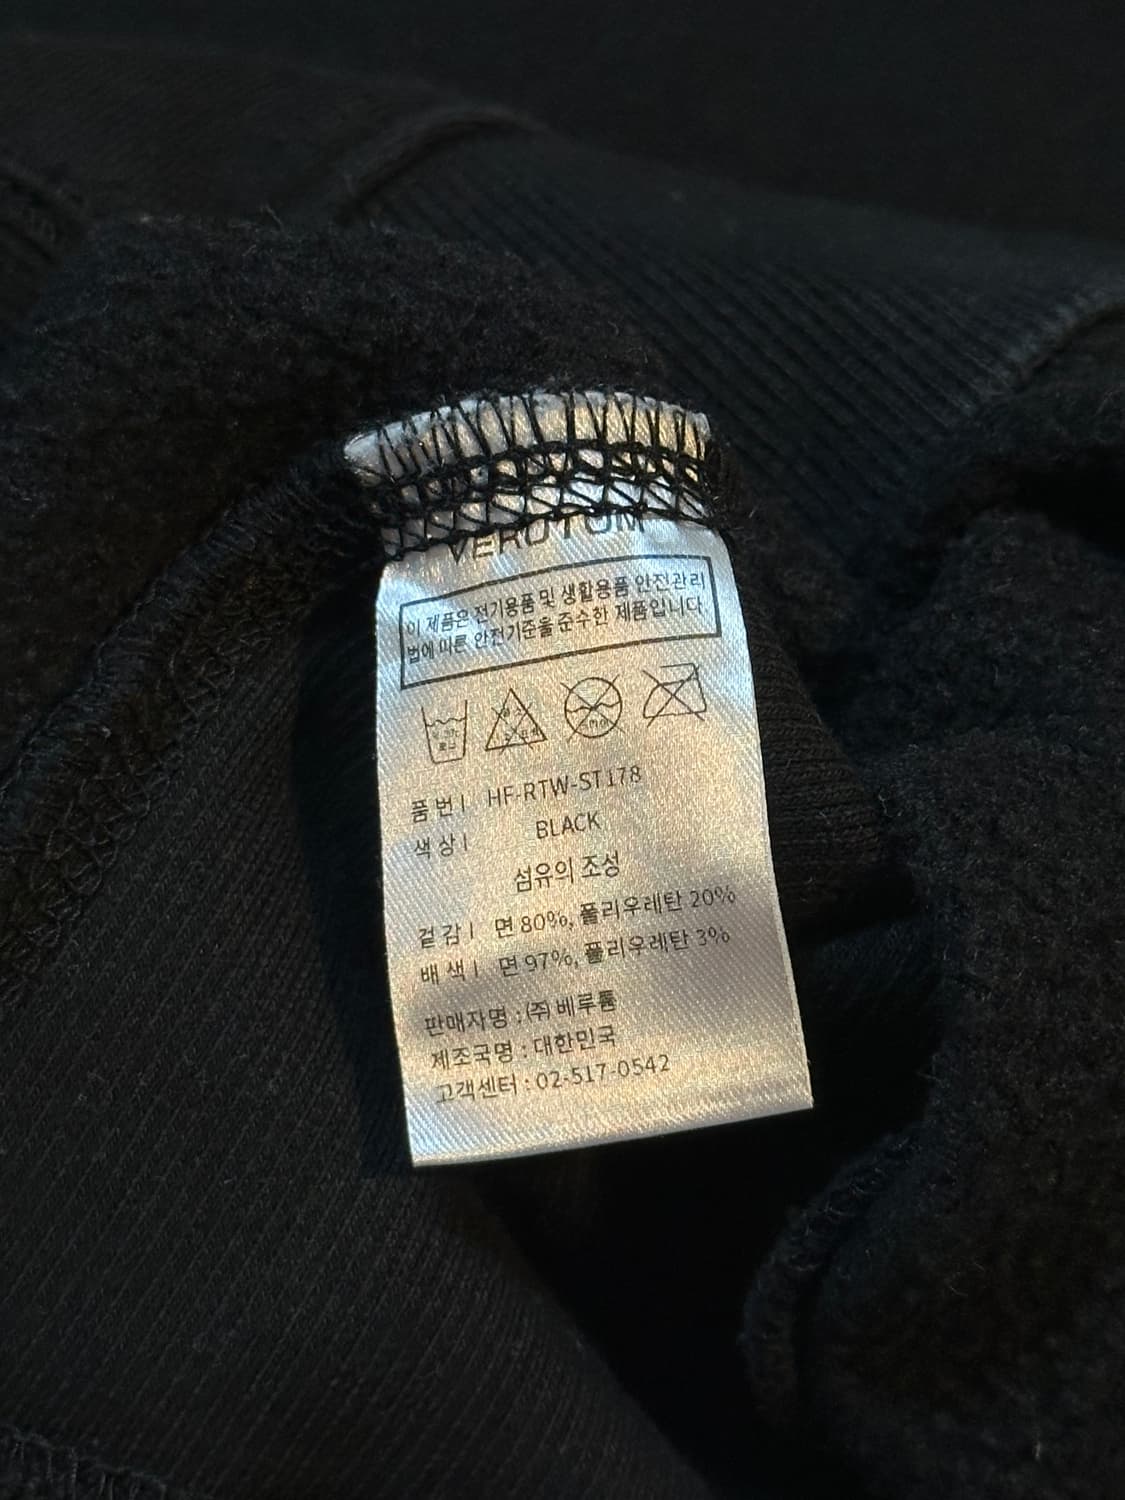 VEROTUM
이 제품은 전기용품 및 생활용품 안전관리
법에 따른 안전기준을 준수한 제품입니다.
품 번 | HF-RTW-ST178
색 상 | BLACK
섬유의 조성
겉 감 | 면 80%, 폴리우레탄 20%
배 색 | 면 97%, 폴리우레탄 3%
판매자명 : (주) 베루툼
제조국명 : 대한민국
고객센터 : 02-517-0542